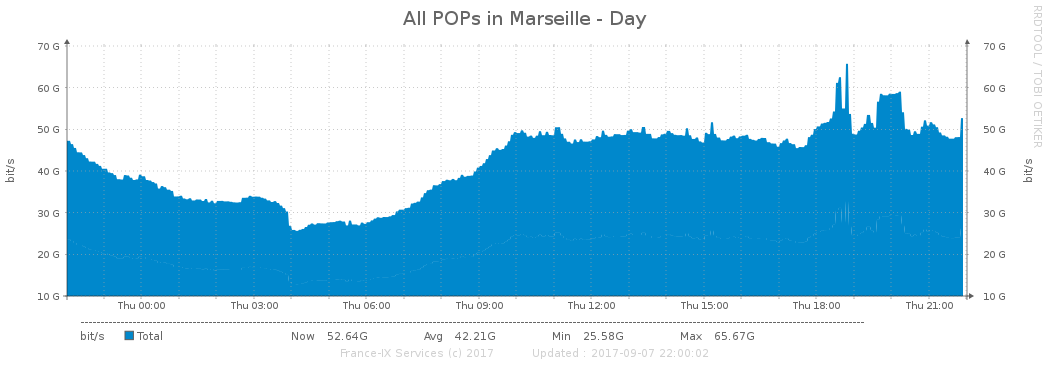 All POPs in Marseille - Day
RRDTOOL / TOBI OETIKER
bit/s
70 G 70 G
60 G 60 G
50 G 50 G
40 G 40 G
30 G 30 G
20 G 20 G
10 G 10 G
bit/s
Thu 00:00 Thu 03:00 Thu 06:00 Thu 09:00 Thu 12:00 Thu 15:00 Thu 18:00 Thu 21:00
bit/s Total Now 52.64G Avg 42.21G Min 25.58G Max 65.67G
France-IX Services (c) 2017 Updated : 2017-09-07 22:00:02